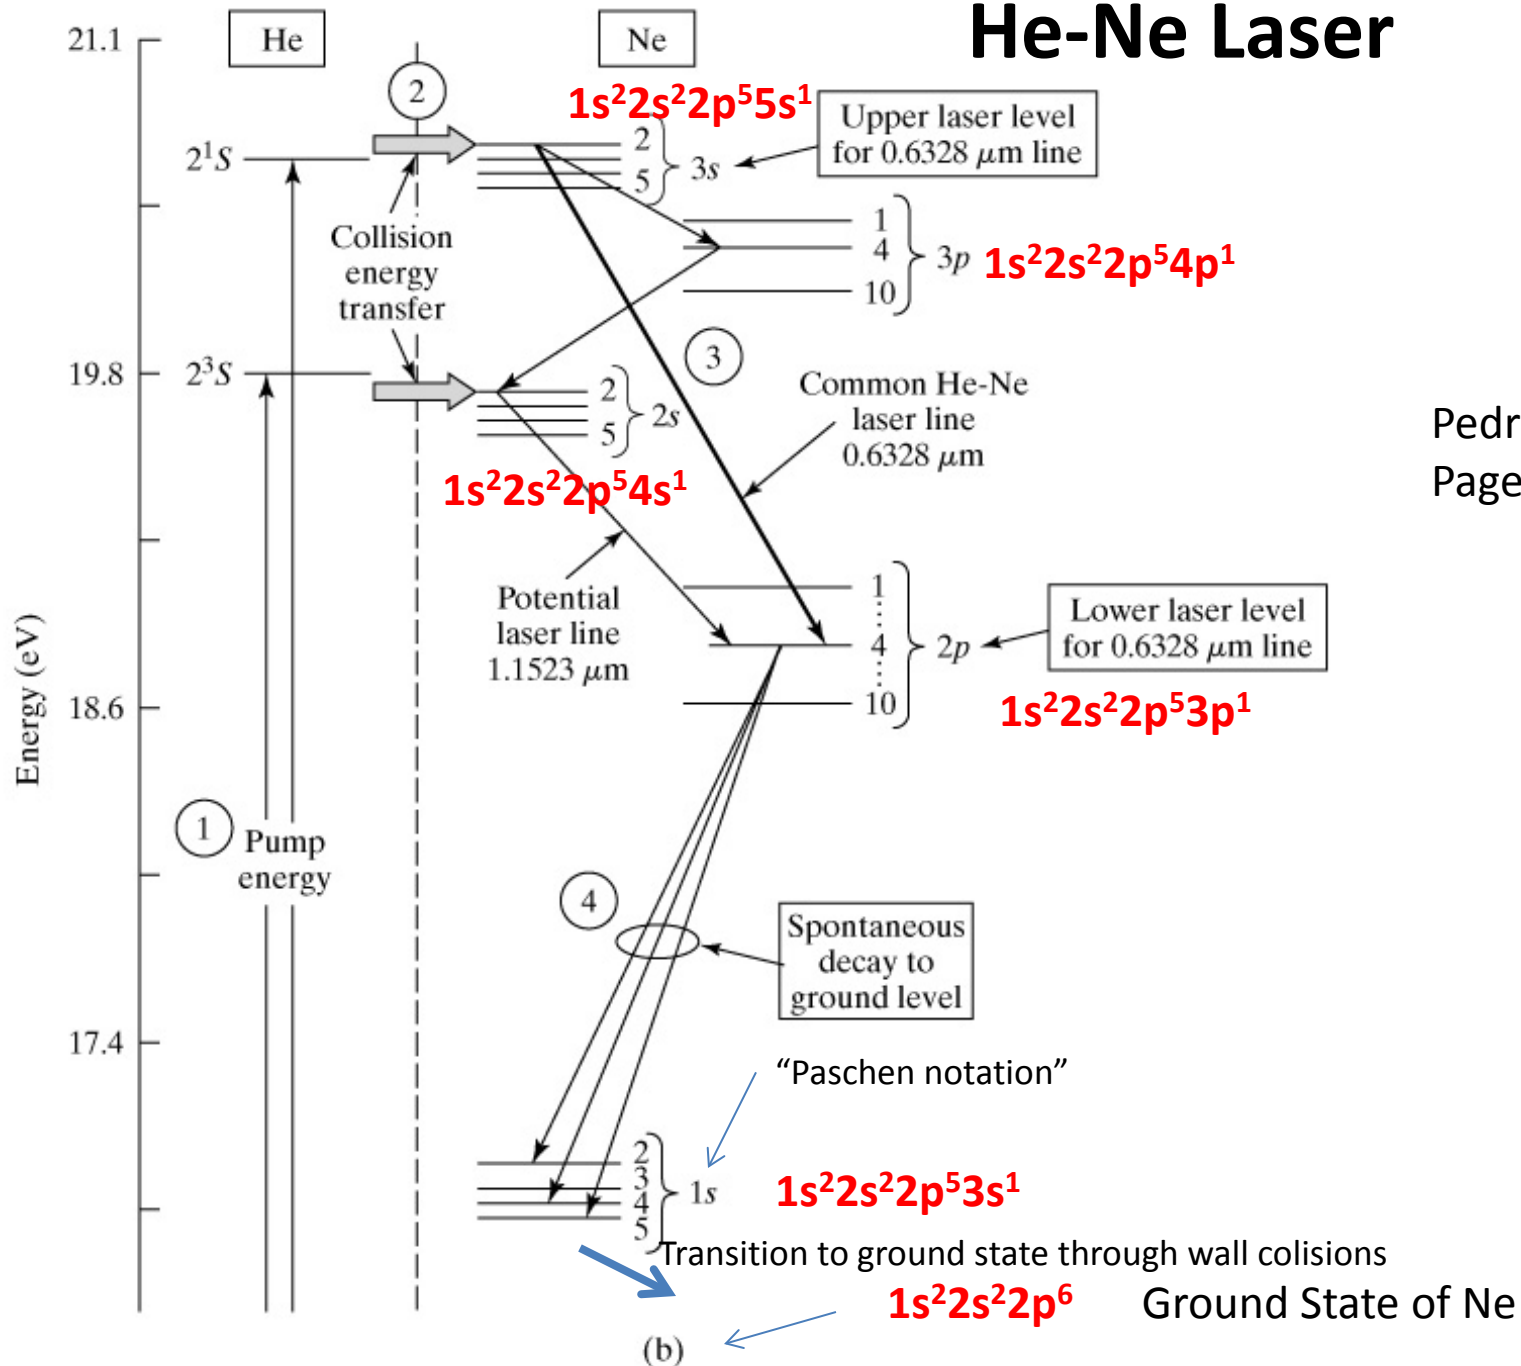 He-Ne Laser
21.1
He
Ne
2
1s²2s²2p⁵5s¹
Upper laser level
for 0.6328 μm line
2¹S
2
5
3s
Collision
energy
transfer
1
4
10
3p
1s²2s²2p⁵4p¹
3
19.8
2³S
2
5
2s
Common He-Ne
laser line
0.6328 μm
Pedr
Page
1s²2s²2p⁵4s¹
Potential
laser line
1.1523 μm
1
4
10
2p
Lower laser level
for 0.6328 μm line
1s²2s²2p⁵3p¹
Energy (eV)
18.6
1
Pump
energy
4
Spontaneous
decay to
ground level
17.4
“Paschen notation”
2
3
4
5
1s
1s²2s²2p⁵3s¹
Transition to ground state through wall colisions
1s²2s²2p⁶
Ground State of Ne
(b)